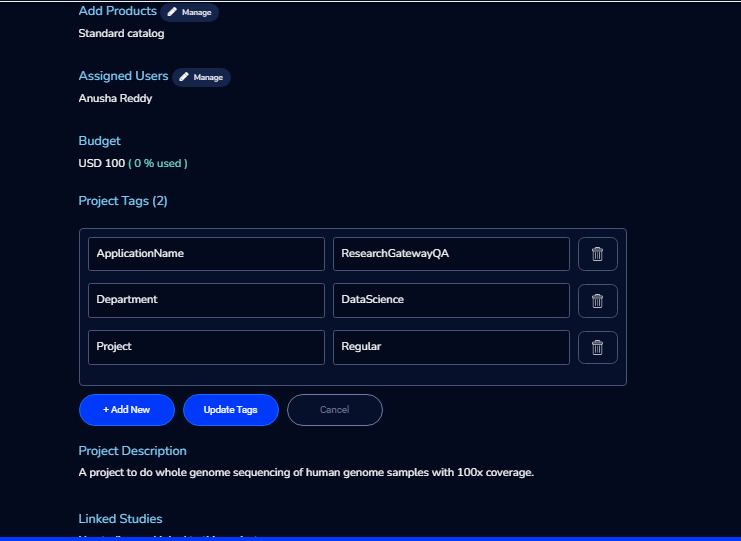 Add Products Manage
Standard catalog
Assigned Users Manage
Anusha Reddy
Budget
USD 100 ( 0 % used )
Project Tags (2)
ApplicationName ResearchGatewayQA
Department DataScience
Project Regular
+ Add New Update Tags Cancel
Project Description
A project to do whole genome sequencing of human genome samples with 100x coverage.
Linked Studies